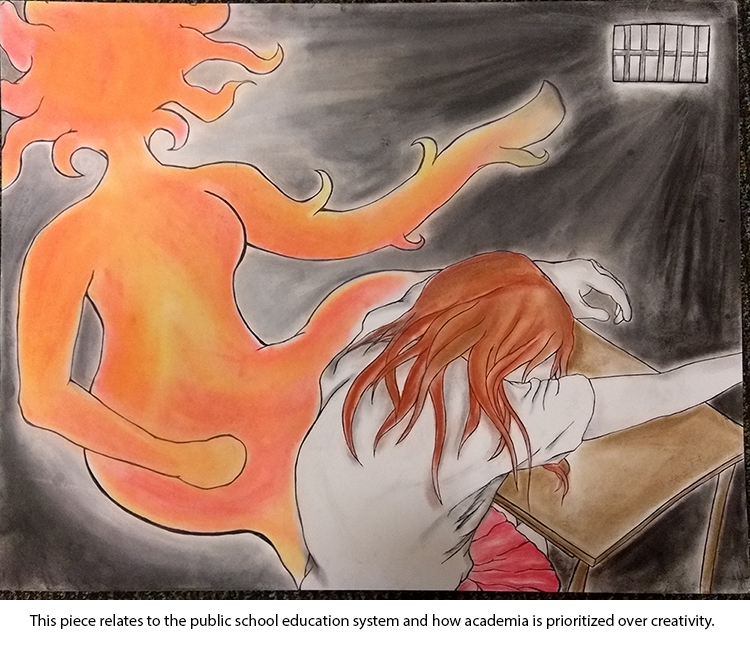 This piece relates to the public school education system and how academia is prioritized over creativity.